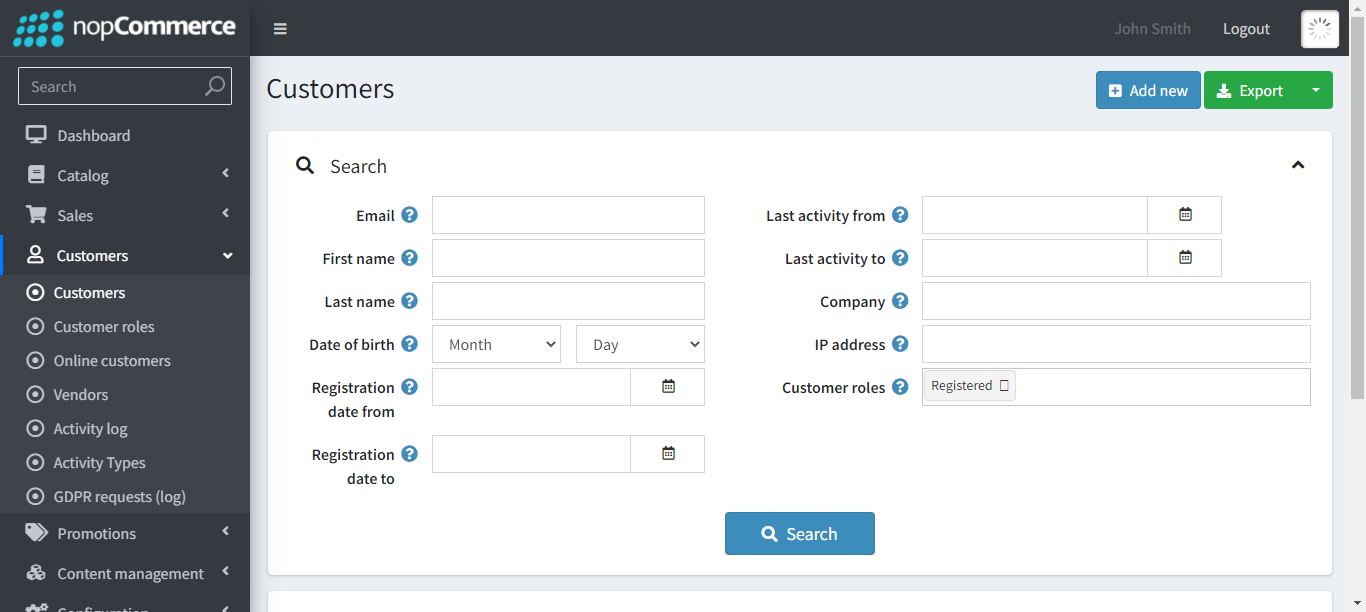 nopCommerce
John Smith
Logout
Search
Dashboard
Catalog
Sales
Customers
Customers
Customer roles
Online customers
Vendors
Activity log
Activity Types
GDPR requests (log)
Promotions
Content management
Configuration
Customers
Add new
Export
Search
Email
First name
Last name
Date of birth
Month
Day
Registration
date from
Registration
date to
Last activity from
Last activity to
Company
IP address
Customer roles
Registered
Search